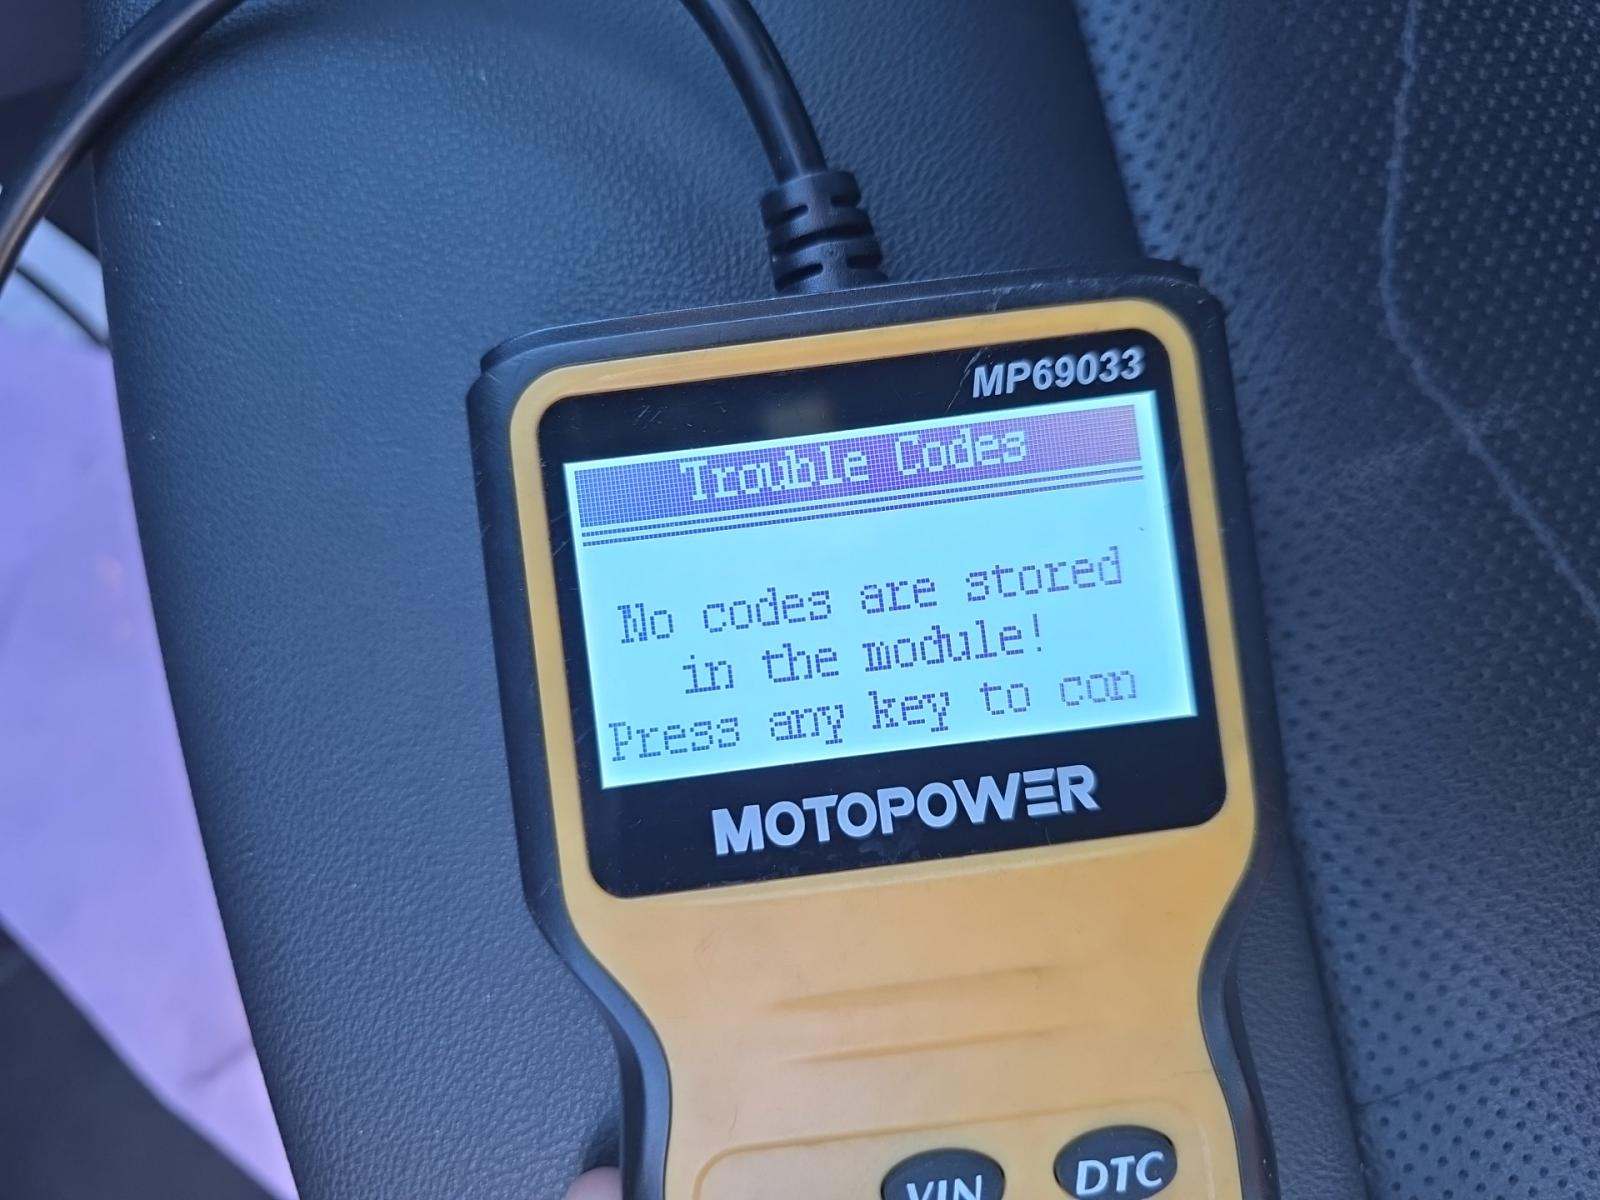 MP69033
Trouble Codes
No codes are stored
in the module!
Press any key to con
MOTOPOWER
VIN DTC